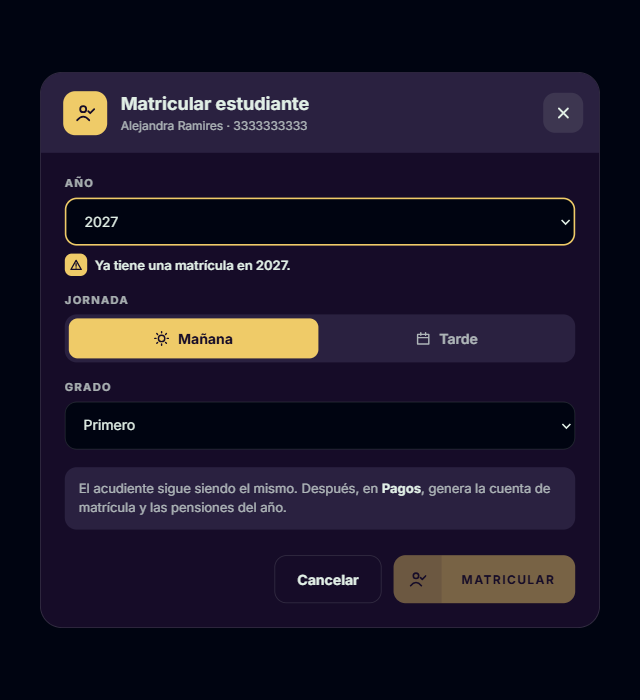 Matricular estudiante
Alejandra Ramires · 3333333333
AÑO
2027
Ya tiene una matrícula en 2027.
JORNADA
Mañana
Tarde
GRADO
Primero
El acudiente sigue siendo el mismo. Después, en Pagos, genera la cuenta de
matrícula y las pensiones del año.
Cancelar
MATRICULAR